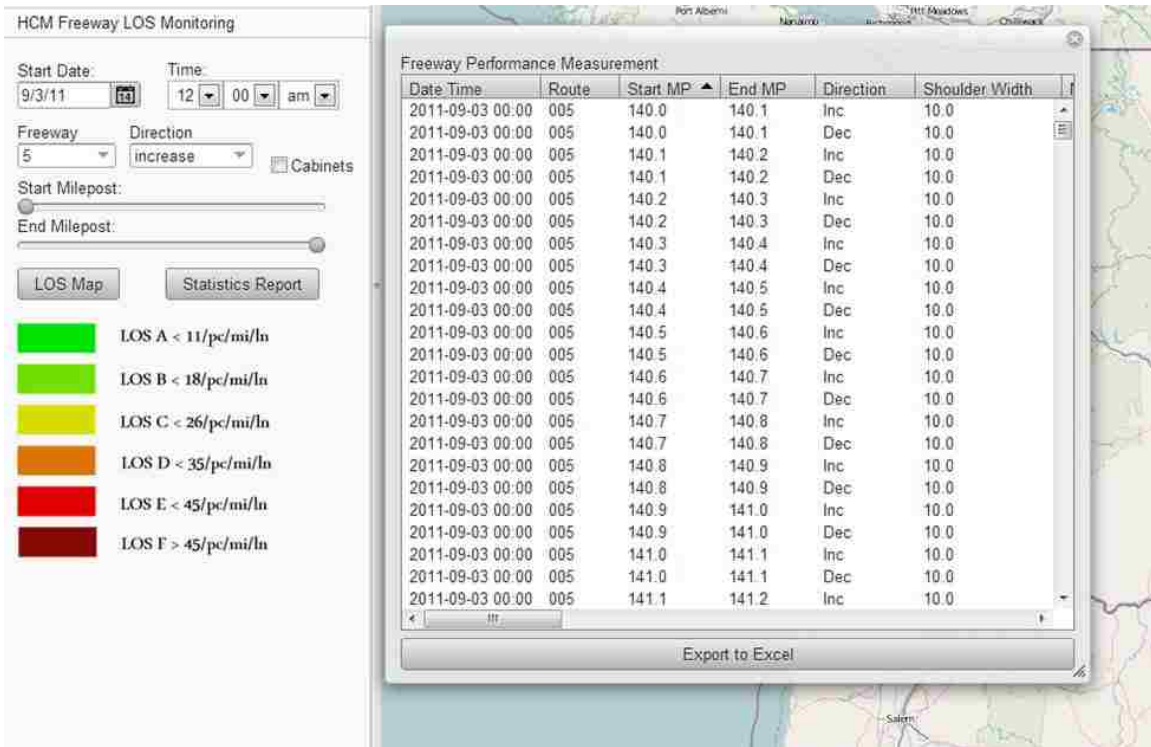 HCM Freeway LOS Monitoring
Start Date:
Time:
9/3/11
14
12
00
am
Freeway
Direction
5
increase
Cabinets
Start Milepost:
End Milepost:
LOS Map
Statistics Report
LOS A < 11/pc/mi/ln
LOS B < 18/pc/mi/ln
LOS C < 26/pc/mi/ln
LOS D < 35/pc/mi/ln
LOS E < 45/pc/mi/ln
LOS F > 45/pc/mi/ln
Port Alberni
Nanaimo
Pitt Meadows
Chilliwack
Freeway Performance Measurement
Date Time Route Start MP End MP Direction Shoulder Width
2011-09-03 00:00 005 140.0 140.1 Inc 10.0
2011-09-03 00:00 005 140.0 140.1 Dec 10.0
2011-09-03 00:00 005 140.1 140.2 Inc 10.0
2011-09-03 00:00 005 140.1 140.2 Dec 10.0
2011-09-03 00:00 005 140.2 140.3 Inc 10.0
2011-09-03 00:00 005 140.2 140.3 Dec 10.0
2011-09-03 00:00 005 140.3 140.4 Inc 10.0
2011-09-03 00:00 005 140.3 140.4 Dec 10.0
2011-09-03 00:00 005 140.4 140.5 Inc 10.0
2011-09-03 00:00 005 140.4 140.5 Dec 10.0
2011-09-03 00:00 005 140.5 140.6 Inc 10.0
2011-09-03 00:00 005 140.5 140.6 Dec 10.0
2011-09-03 00:00 005 140.6 140.7 Inc 10.0
2011-09-03 00:00 005 140.6 140.7 Dec 10.0
2011-09-03 00:00 005 140.7 140.8 Inc 10.0
2011-09-03 00:00 005 140.7 140.8 Dec 10.0
2011-09-03 00:00 005 140.8 140.9 Inc 10.0
2011-09-03 00:00 005 140.8 140.9 Dec 10.0
2011-09-03 00:00 005 140.9 141.0 Inc 10.0
2011-09-03 00:00 005 140.9 141.0 Dec 10.0
2011-09-03 00:00 005 141.0 141.1 Inc 10.0
2011-09-03 00:00 005 141.0 141.1 Dec 10.0
2011-09-03 00:00 005 141.1 141.2 Inc 10.0
Export to Excel
Salem